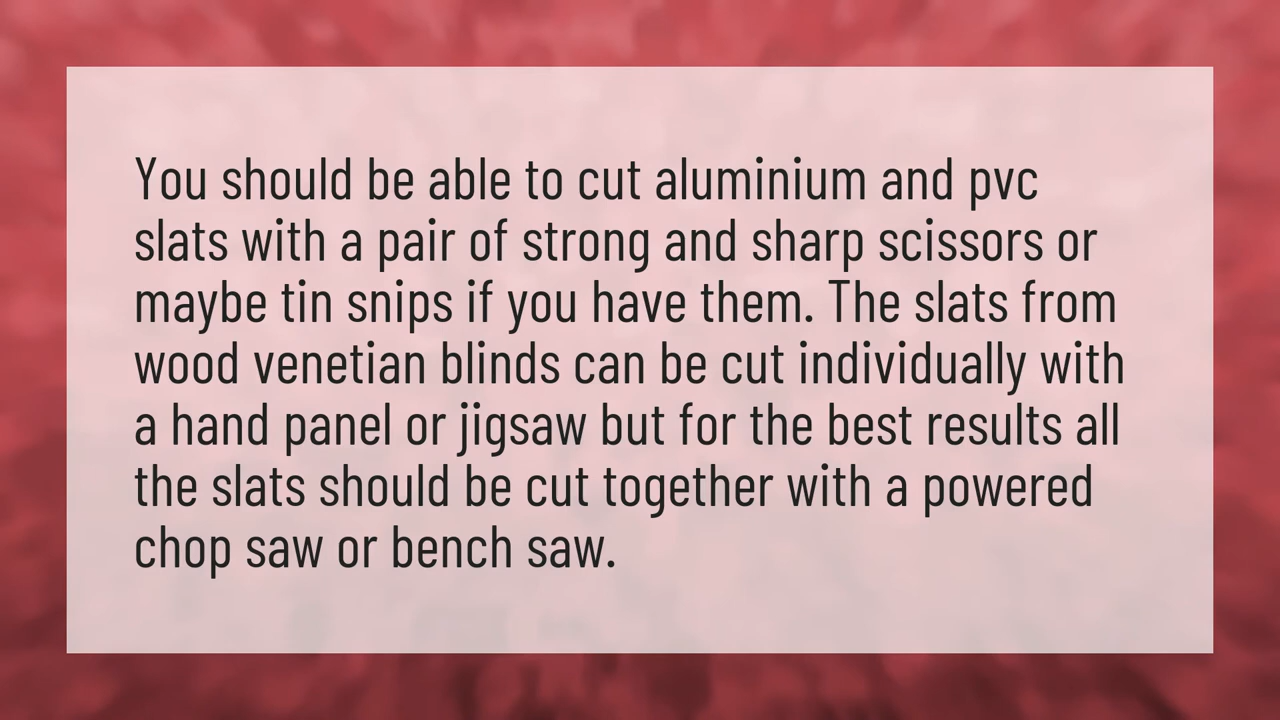 You should be able to cut aluminium and pvc
slats with a pair of strong and sharp scissors or
maybe tin snips if you have them. The slats from
wood venetian blinds can be cut individually with
a hand panel or jigsaw but for the best results all
the slats should be cut together with a powered
chop saw or bench saw.